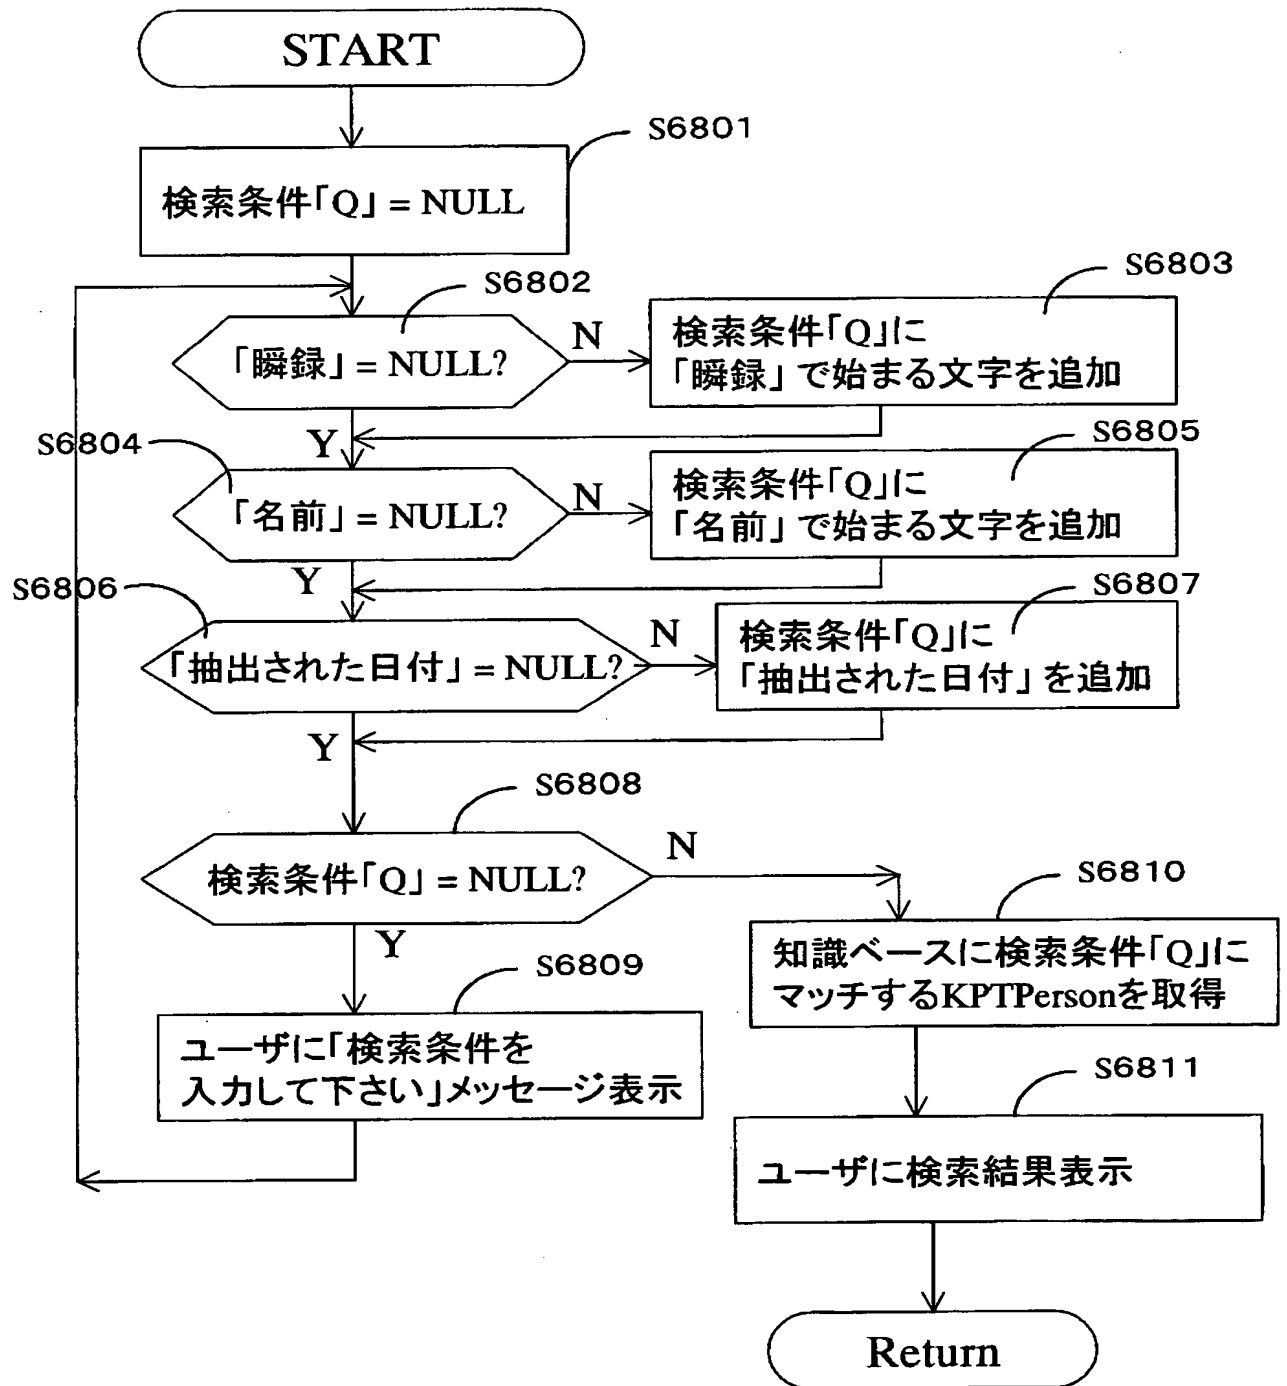 START
S6801
検索条件「Q」= NULL
S6802
「瞬録」= NULL?
N
S6803
検索条件「Q」に
「瞬録」で始まる文字を追加
Y
S6804
「名前」= NULL?
N
S6805
検索条件「Q」に
「名前」で始まる文字を追加
Y
S6806
「抽出された日付」= NULL?
N
S6807
検索条件「Q」に
「抽出された日付」を追加
Y
S6808
検索条件「Q」= NULL?
N
Y
S6809
ユーザに「検索条件を
入力して下さい」メッセージ表示
S6810
知識ベースに検索条件「Q」に
マッチするKPTPersonを取得
S6811
ユーザに検索結果表示
Return